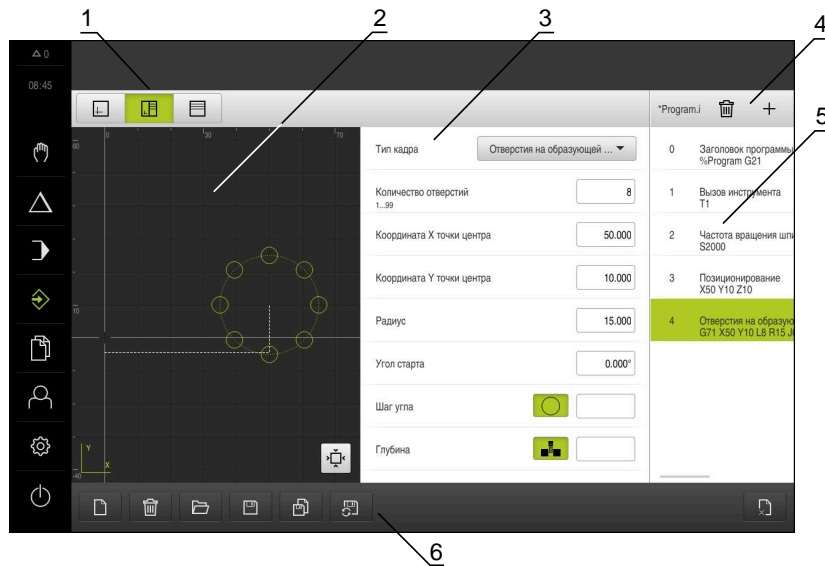 1
2
3
4
5
6
0
08:45
0
30
70
60
10
-40
Y
X
Тип кадра
Отверстия на образующей ...
Количество отверстий
1...99
8
Координата X точки центра
50.000
Координата Y точки центра
10.000
Радиус
15.000
Угол старта
0.000°
Шаг угла
Глубина
*Program.i
0 Заголовок программы
%Program G21
1 Вызов инструмента
T1
2 Частота вращения шпи
S2000
3 Позиционирование
X50 Y10 Z10
4 Отверстия на образую
G71 X50 Y10 L8 R15